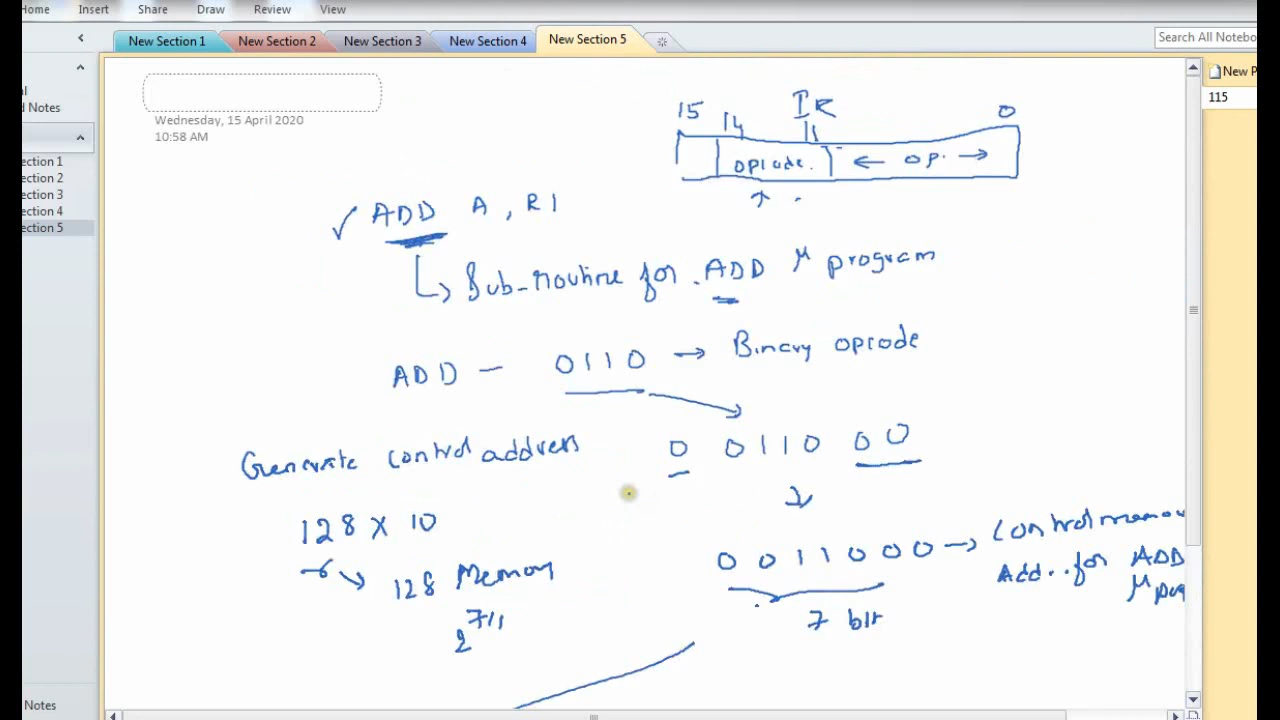 Home Insert Share Draw Review View
New Section 1 New Section 2 New Section 3 New Section 4 New Section 5
Search All Notebo
New P
115
Notes
ection 1
ection 2
ection 3
ection 4
ection 5
Notes
Wednesday, 15 April 2020
10:58 AM
IR
15 14 11 0
opcode. ← op. →
✓ ADD A, R1
↳ Sub-routine for ADD μ program
ADD - 0110 → Binary opcode
Generate control address 0 0110 00
128 X 10
128 Memory
2^7
0011000 → Control memor
Add.. for ADD
7 bit